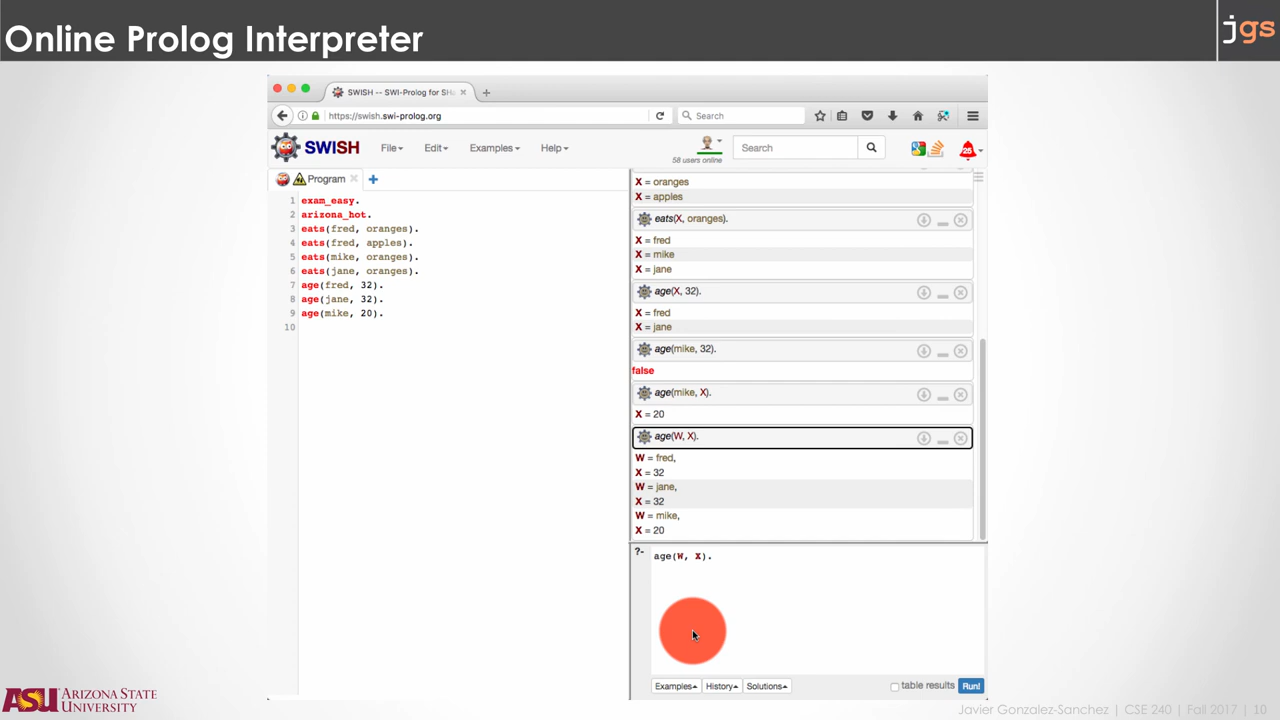 Online Prolog Interpreter
jgs
SWISH -- SWI-Prolog for SHa
https://swish.swi-prolog.org
Search
SWISH
File
Edit
Examples
Help
58 users online
Search
25
Program
1 exam_easy.
2 arizona_hot.
3 eats(fred, oranges).
4 eats(fred, apples).
5 eats(mike, oranges).
6 eats(jane, oranges).
7 age(fred, 32).
8 age(jane, 32).
9 age(mike, 20).
10
X = oranges
X = apples
eats(X, oranges).
X = fred
X = mike
X = jane
age(X, 32).
X = fred
X = jane
age(mike, 32).
false
age(mike, X).
X = 20
age(W, X).
W = fred,
X = 32
W = jane,
X = 32
W = mike,
X = 20
?- age(W, X).
Examples
History
Solutions
table results
Run!
ASU ARIZONA STATE
UNIVERSITY
Javier Gonzalez-Sanchez | CSE 240 | Fall 2017 | 10